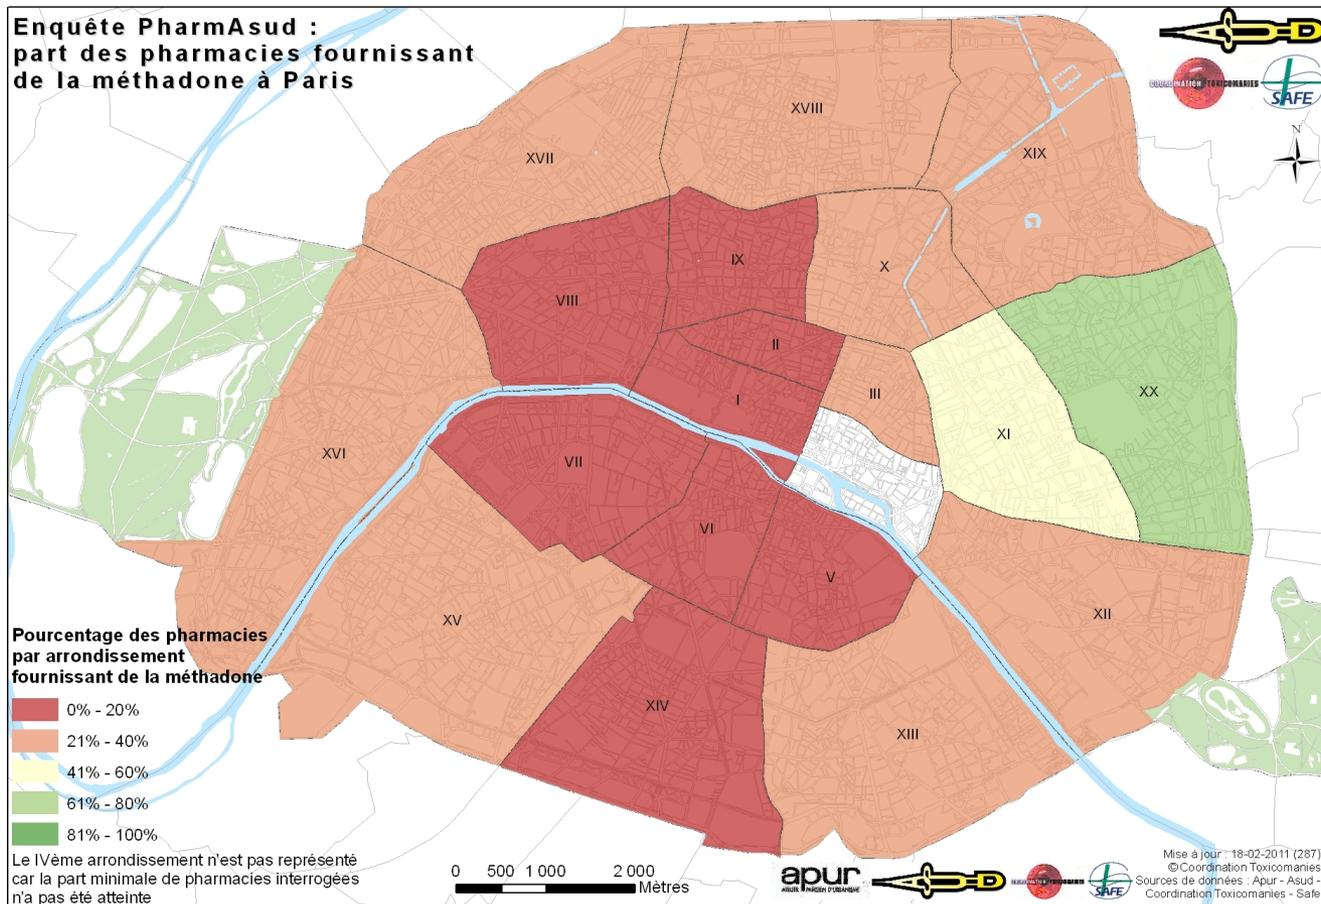 Enquête PharmAsud :
part des pharmacies fournissant
de la méthadone à Paris
SAFE
N
XVIII
XVII
XIX
IX
X
VIII
II
III
I
XX
XI
XVI
VII
VI
V
XII
XV
XIV
XIII
Pourcentage des pharmacies
par arrondissement
fournissant de la méthadone
0% - 20%
21% - 40%
41% - 60%
61% - 80%
81% - 100%
Le IVème arrondissement n'est pas représenté
car la part minimale de pharmacies interrogées
n'a pas été atteinte
0 500 1 000 2 000
Mètres
apur
ATELIER PARISIEN D'URBANISME
SAFE
Mise à jour : 18-02-2011 (287)
©Coordination Toxicomanies
Sources de données : Apur - Asud -
Coordination Toxicomanies - Safe